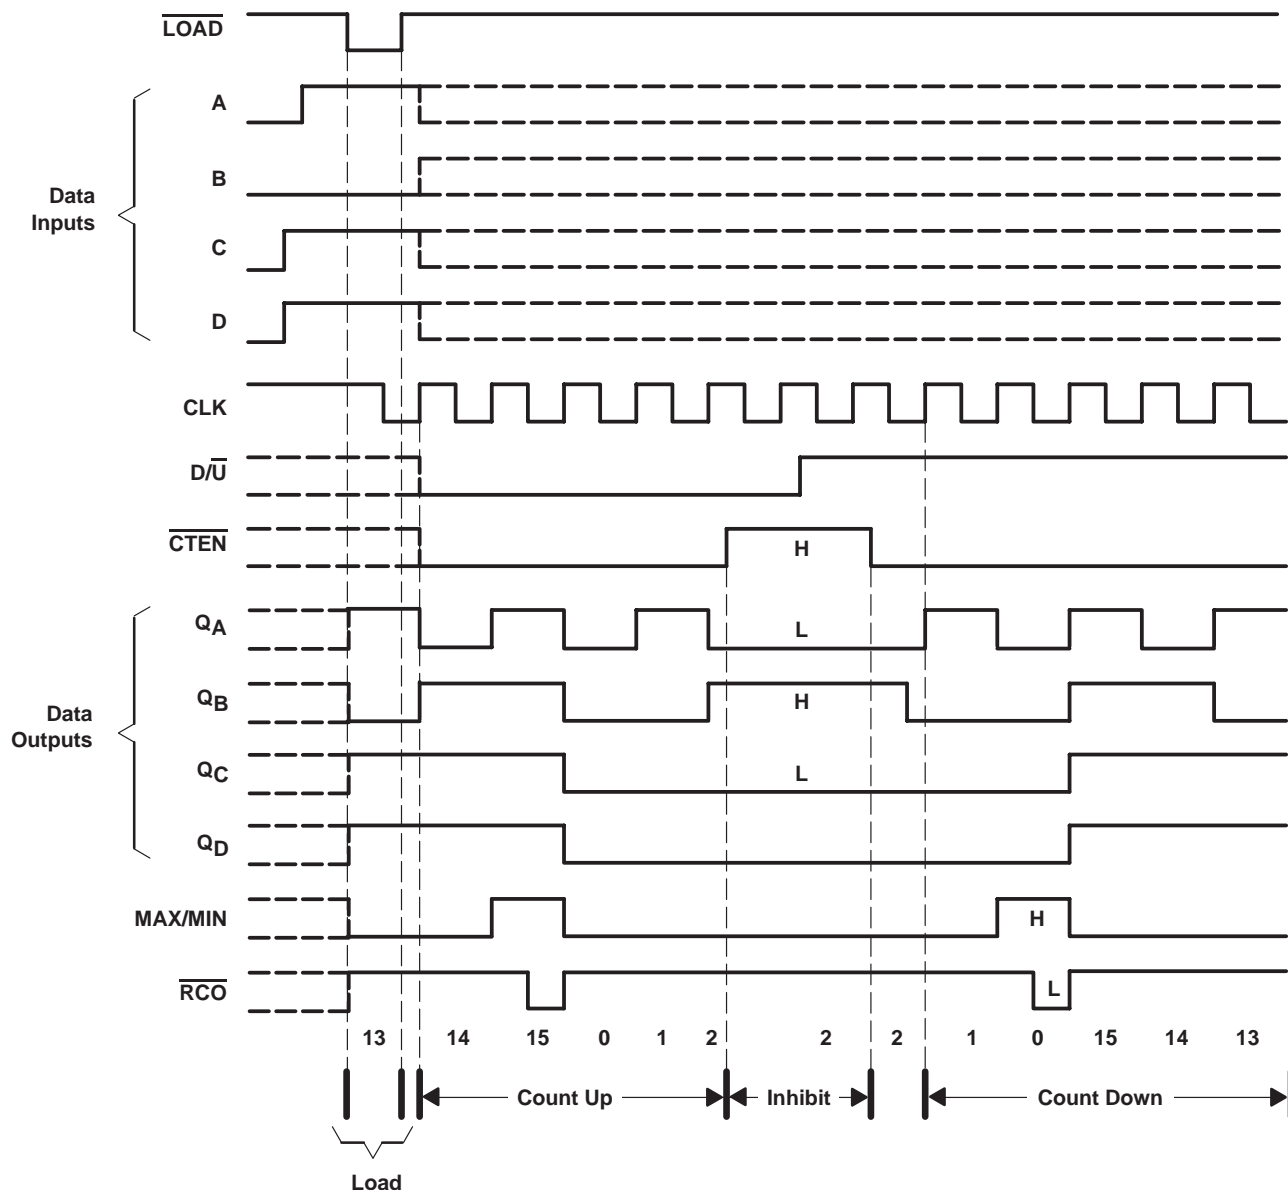 LOAD
A
B
C
D
Data
Inputs
CLK
D/U
CTEN
H
QA
L
QB
H
Data
Outputs
QC
L
QD
MAX/MIN
H
RCO
L
13 14 15 0 1 2 2 2 1 0 15 14 13
Count Up Inhibit Count Down
Load